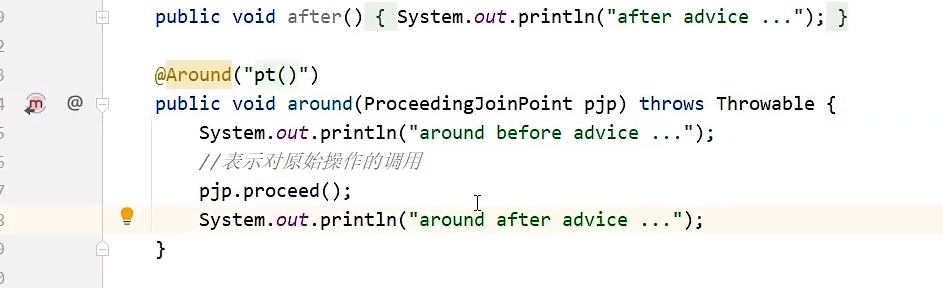 public void after() { System.out.println("after advice ..."); }
@Around("pt()")
public void around(ProceedingJoinPoint pjp) throws Throwable {
System.out.println("around before advice ...");
//表示对原始操作的调用
pjp.proceed();
System.out.println("around after advice ...");
}